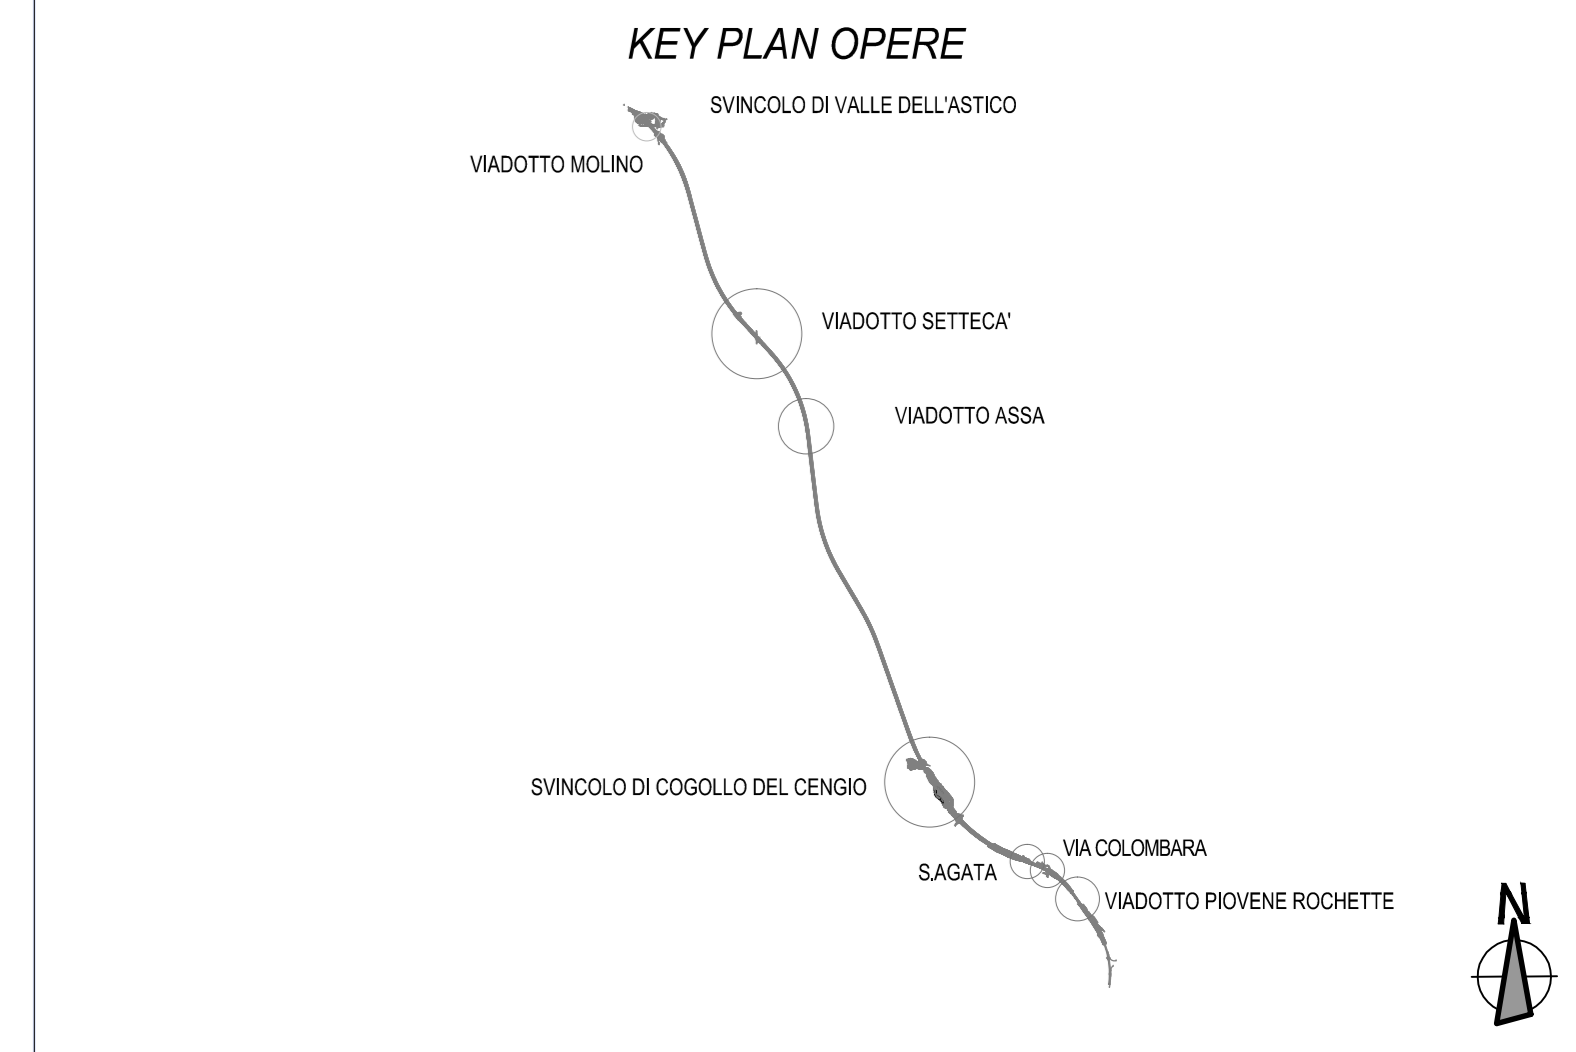 KEY PLAN OPERE
SVINCOLO DI VALLE DELL'ASTICO
VIADOTTO MOLINO
VIADOTTO SETTECA'
VIADOTTO ASSA
SVINCOLO DI COGOLLO DEL CENGIO
VIA COLOMBARA
S.AGATA
VIADOTTO PIOVENE ROCHETTE
N